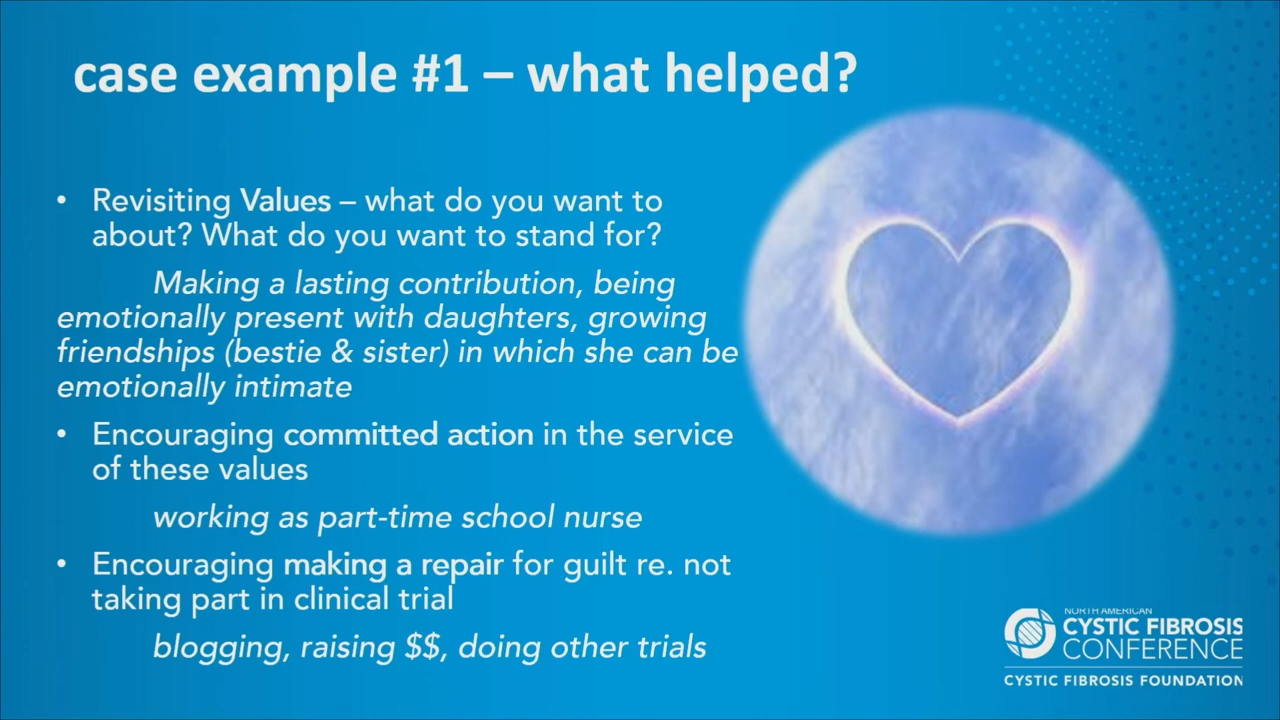 case example #1 – what helped?
• Revisiting Values – what do you want to
about? What do you want to stand for?
Making a lasting contribution, being
emotionally present with daughters, growing
friendships (bestie & sister) in which she can be
emotionally intimate
• Encouraging committed action in the service
of these values
working as part-time school nurse
• Encouraging making a repair for guilt re. not
taking part in clinical trial
blogging, raising $$, doing other trials
NORTH AMERICAN
CYSTIC FIBROSIS
CONFERENCE
CYSTIC FIBROSIS FOUNDATION